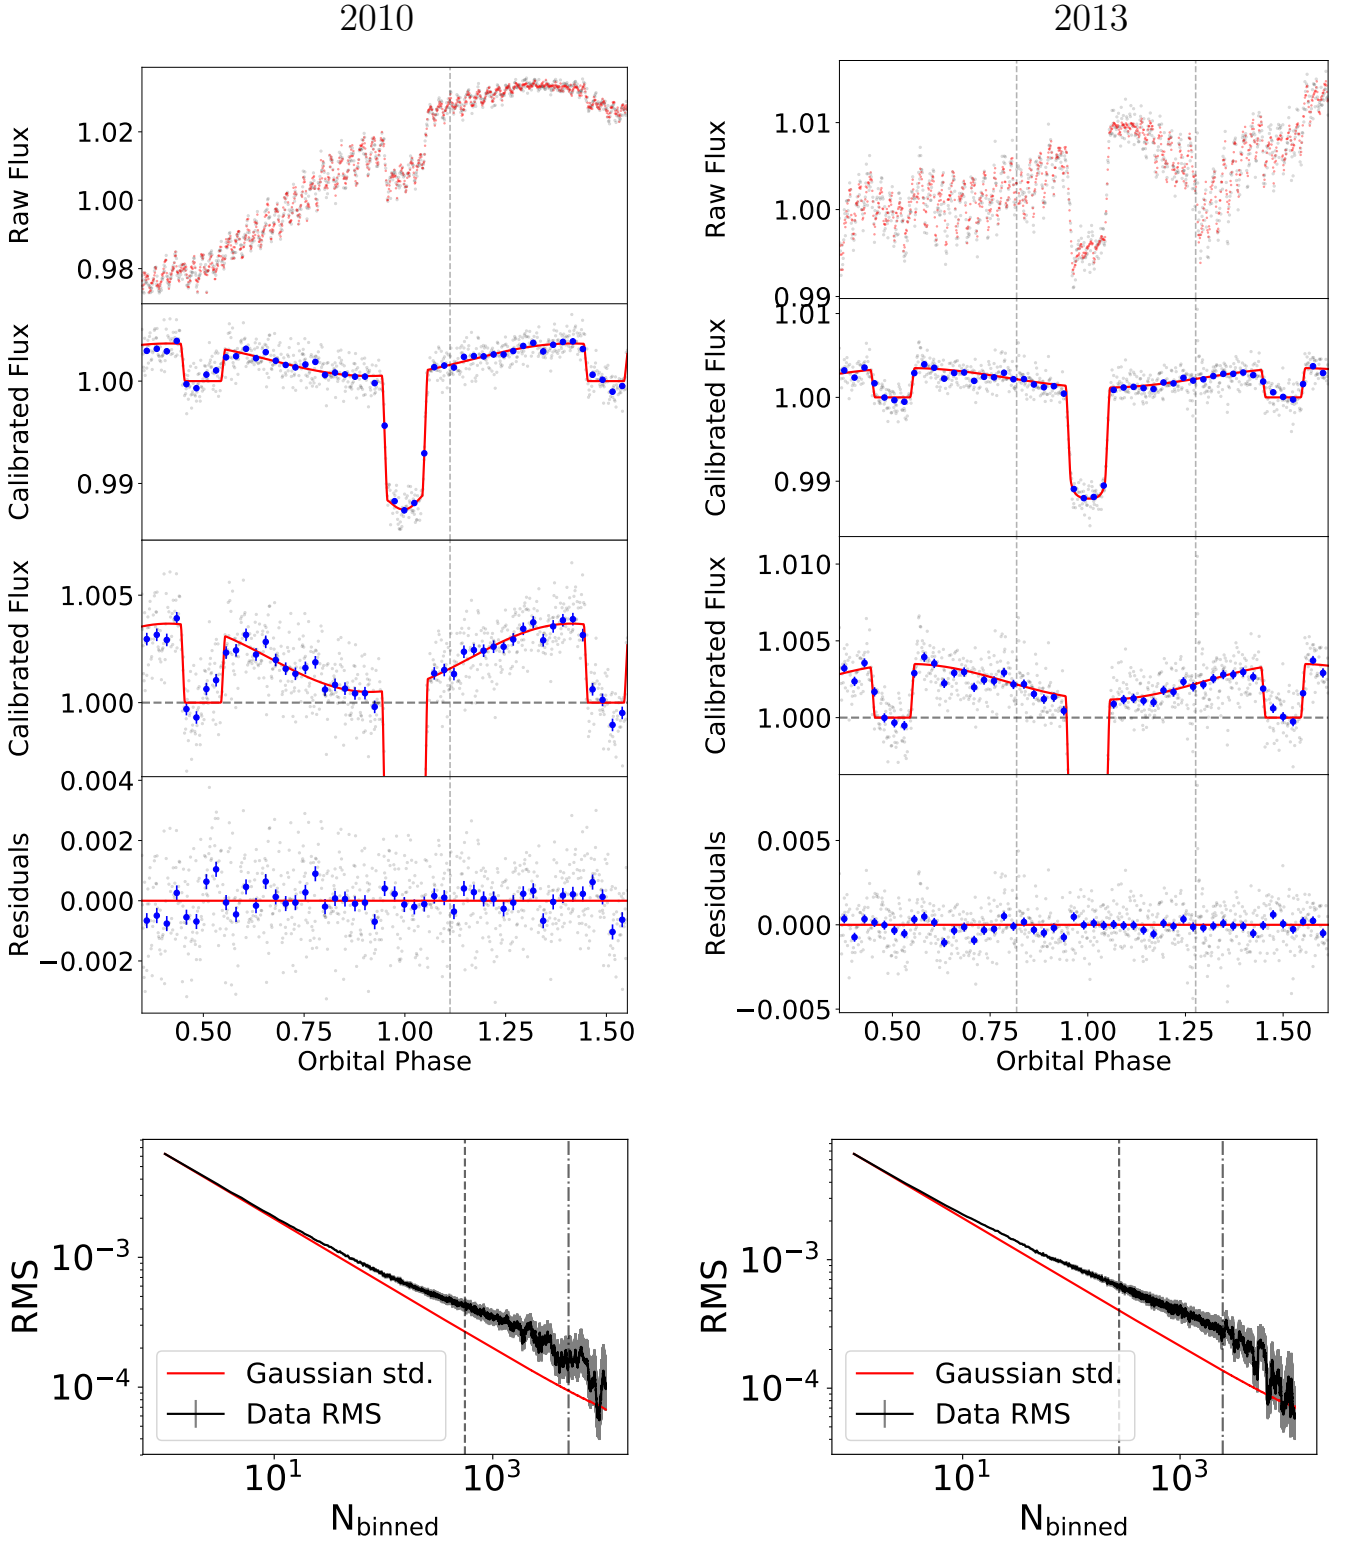 2010
2013
Raw Flux
1.02
1.00
0.98
Calibrated Flux
1.00
0.99
Calibrated Flux
1.005
1.000
Residuals
0.004
0.002
0.000
−0.002
0.50 0.75 1.00 1.25 1.50
Orbital Phase
Raw Flux
1.01
1.00
0.99
Calibrated Flux
1.01
1.00
0.99
Calibrated Flux
1.010
1.005
1.000
Residuals
0.005
0.000
−0.005
0.50 0.75 1.00 1.25 1.50
Orbital Phase
RMS
10⁻³
10⁻⁴
Gaussian std.
Data RMS
10¹ 10³
N_binned
RMS
10⁻³
10⁻⁴
Gaussian std.
Data RMS
10¹ 10³
N_binned